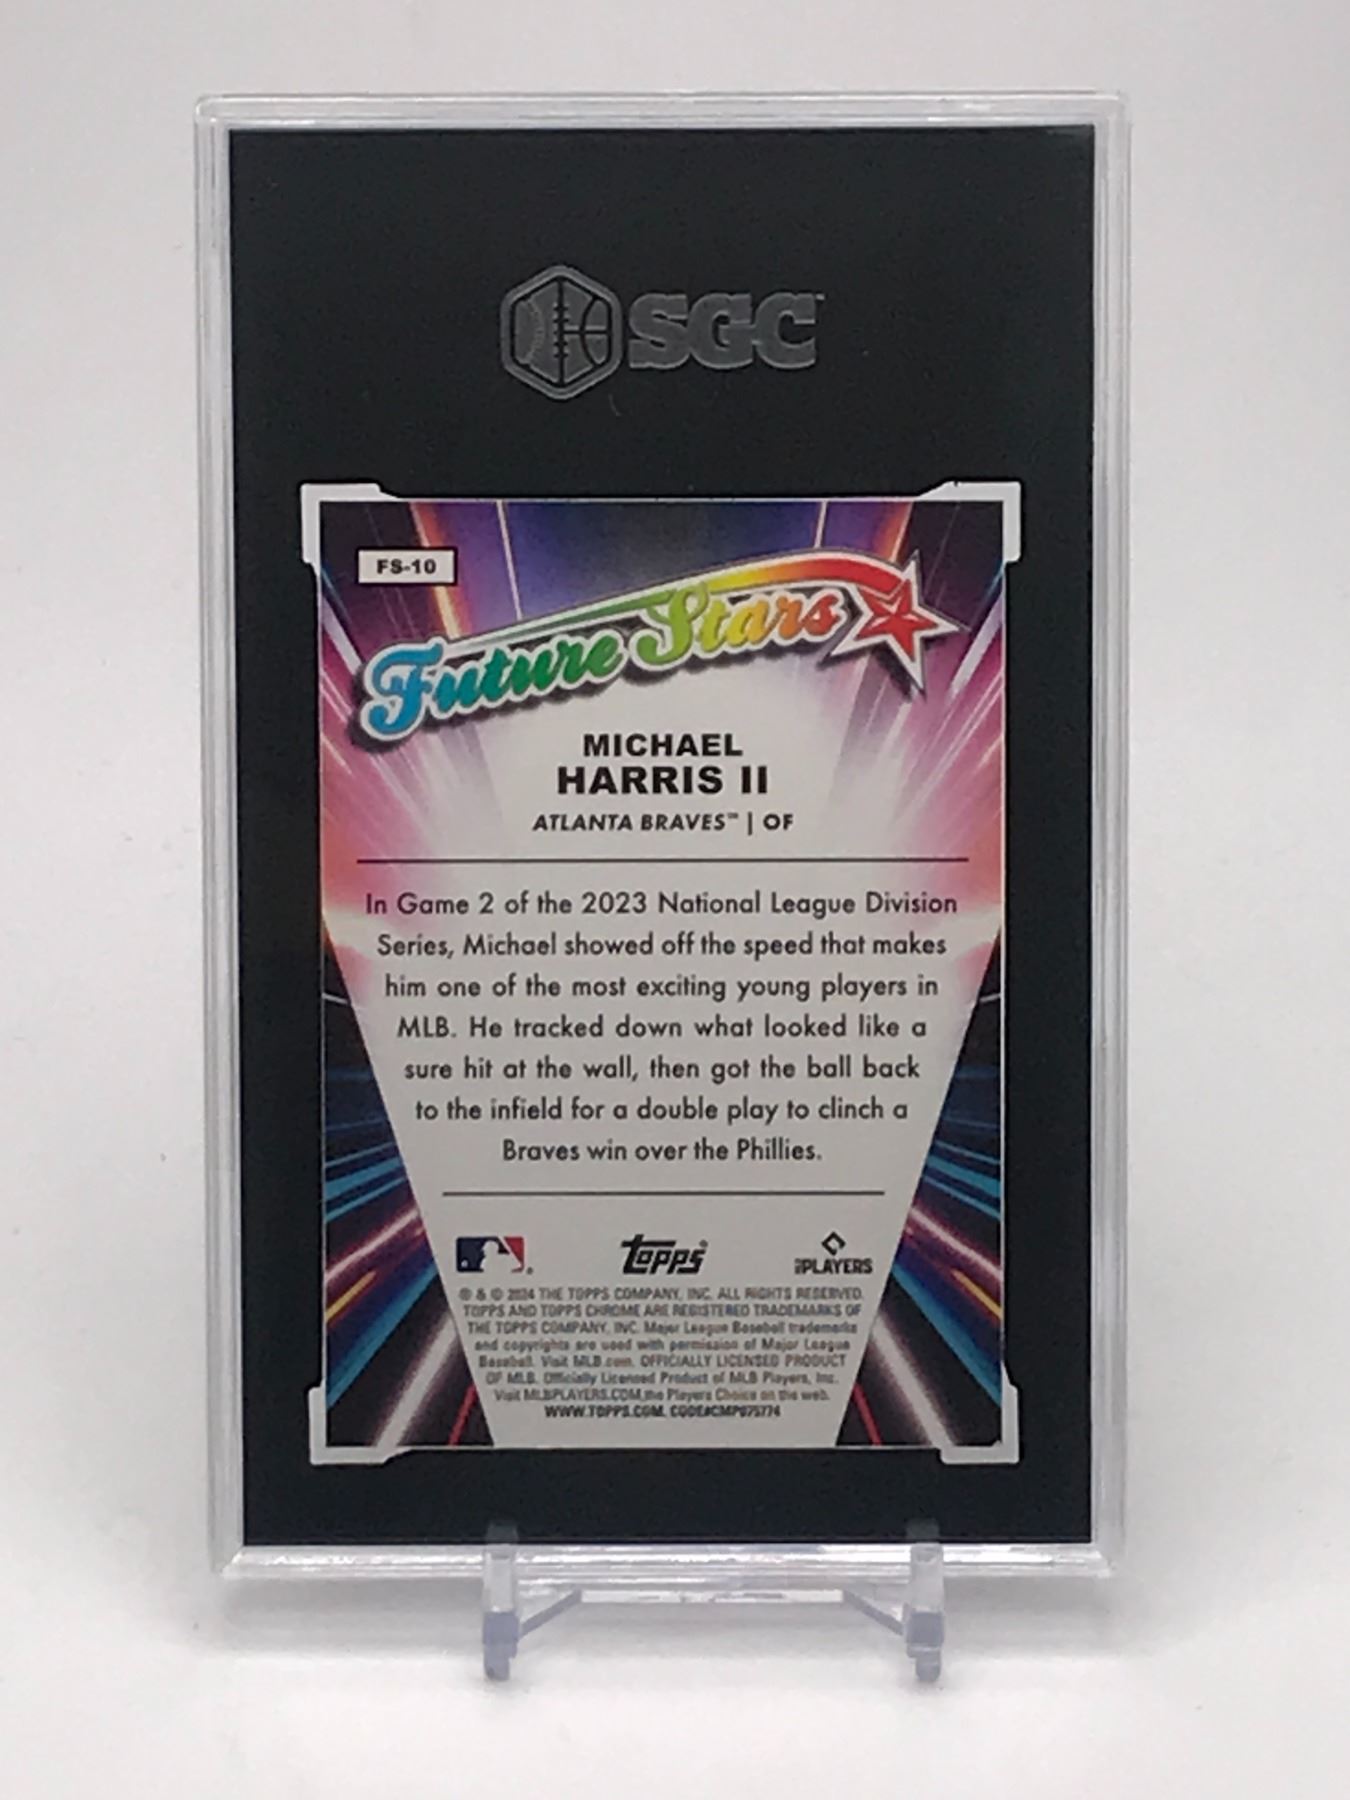 SGC
FS-10
Future Stars
MICHAEL
HARRIS II
ATLANTA BRAVES™ | OF
In Game 2 of the 2023 National League Division
Series, Michael showed off the speed that makes
him one of the most exciting young players in
MLB. He tracked down what looked like a
sure hit at the wall, then got the ball back
to the infield for a double play to clinch a
Braves win over the Phillies.
topps® PLAYERS
® & © 2024 THE TOPPS COMPANY, INC. ALL RIGHTS RESERVED.
TOPPS AND TOPPS CHROME ARE REGISTERED TRADEMARKS OF
THE TOPPS COMPANY, INC. Major League Baseball trademarks
and copyrights are used with permission of Major League
Baseball. Visit MLB.com. OFFICIALLY LICENSED PRODUCT
OF MLB. Officially Licensed Product of MLB Players, Inc.
Visit MLBPLAYERS.COM, the Players Choice on the web.
WWW.TOPPS.COM. CODE#CMP075774